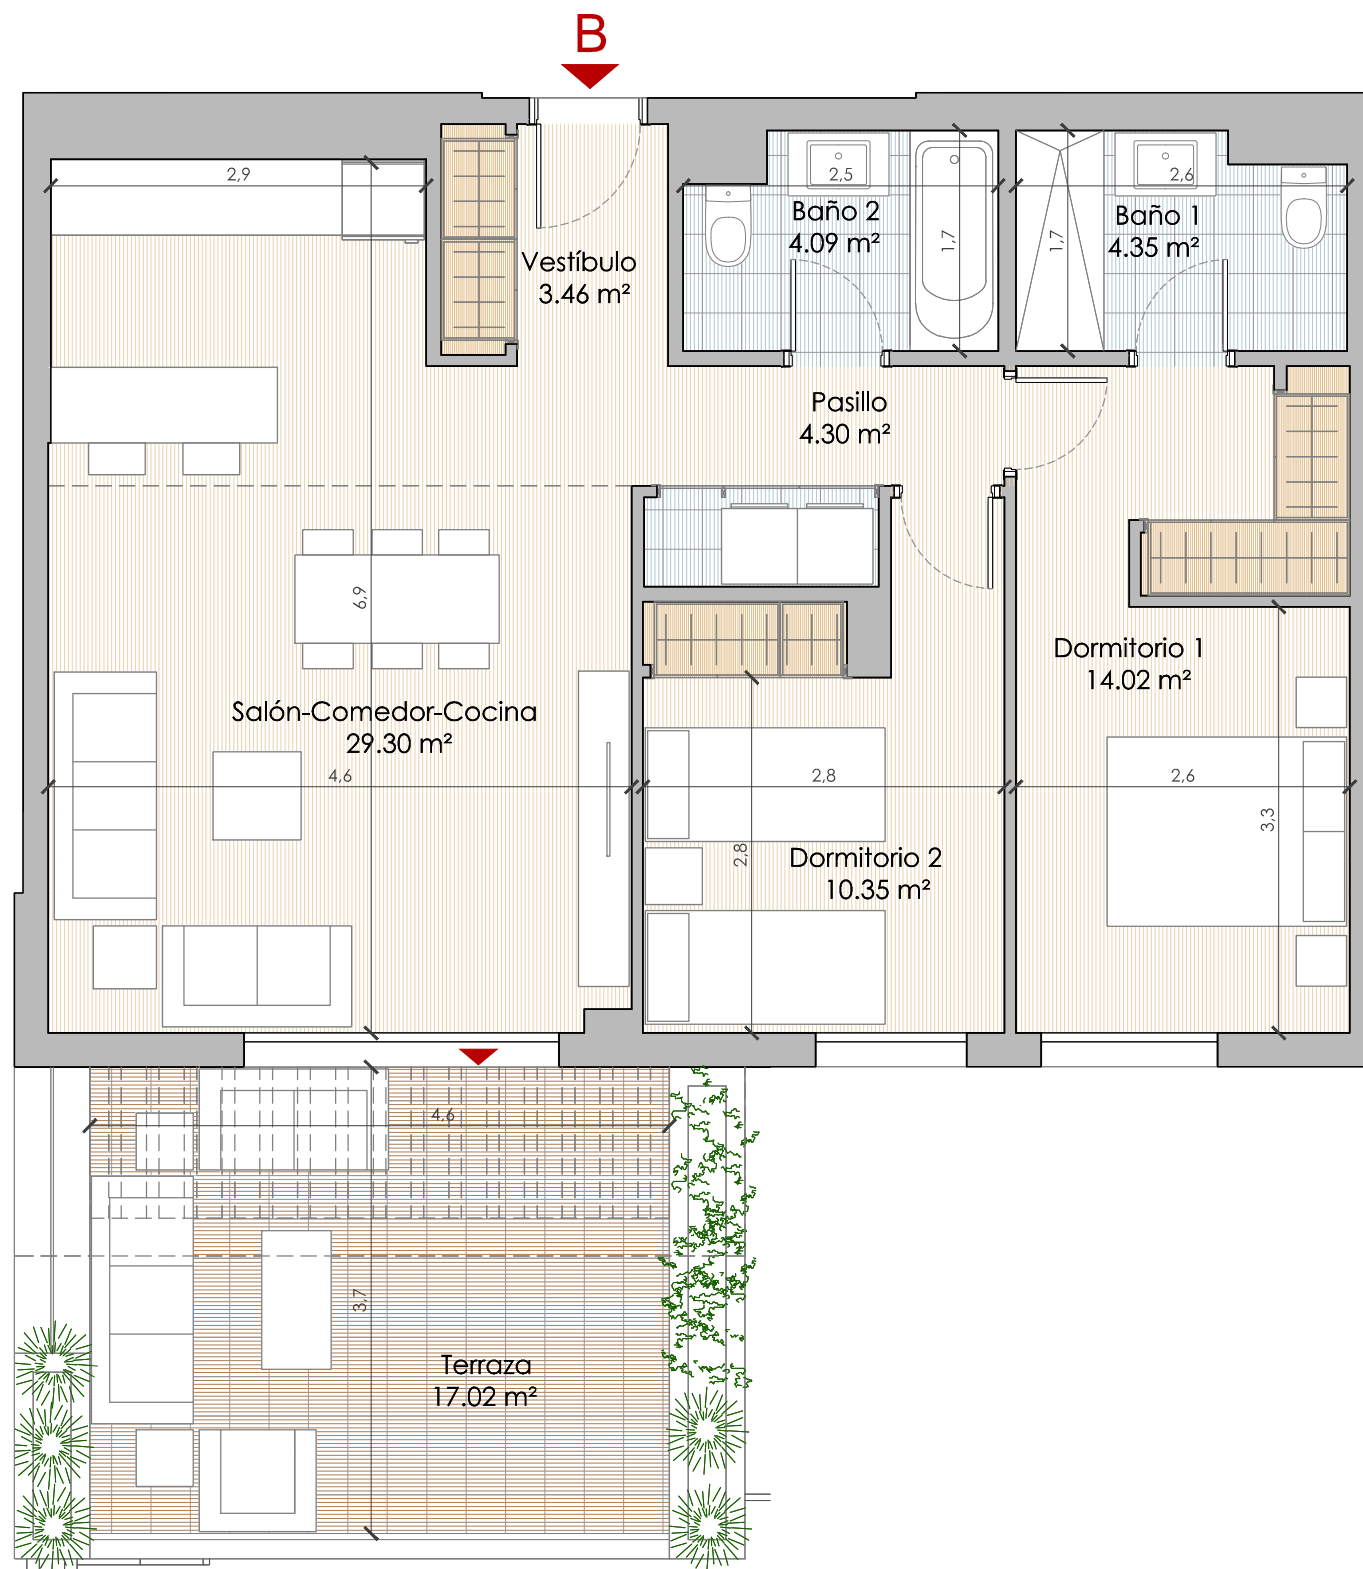 B
2,9
2,5
2,6
Baño 2
4.09 m²
Baño 1
4.35 m²
1,7
1,7
Vestíbulo
3.46 m²
Pasillo
4.30 m²
6,9
Dormitorio 1
14.02 m²
Salón-Comedor-Cocina
29.30 m²
4,6
2,8
2,6
3,3
2,8
Dormitorio 2
10.35 m²
4,6
3,7
Terraza
17.02 m²